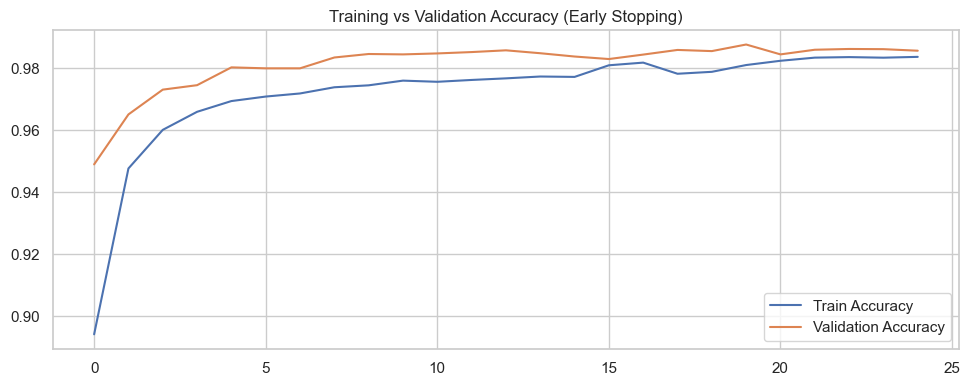 Training vs Validation Accuracy (Early Stopping)
0.98
0.96
0.94
0.92
0.90
Train Accuracy
Validation Accuracy
0 5 10 15 20 25